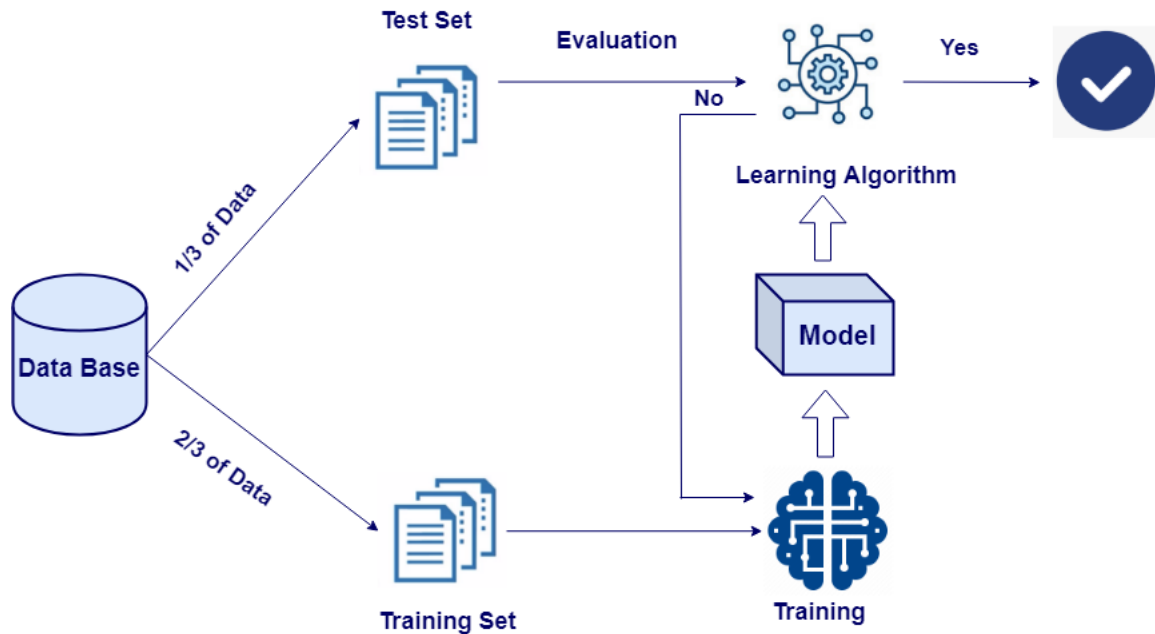 Test Set
Evaluation
Yes
No
Learning Algorithm
1/3 of Data
Data Base
Model
2/3 of Data
Training Set
Training